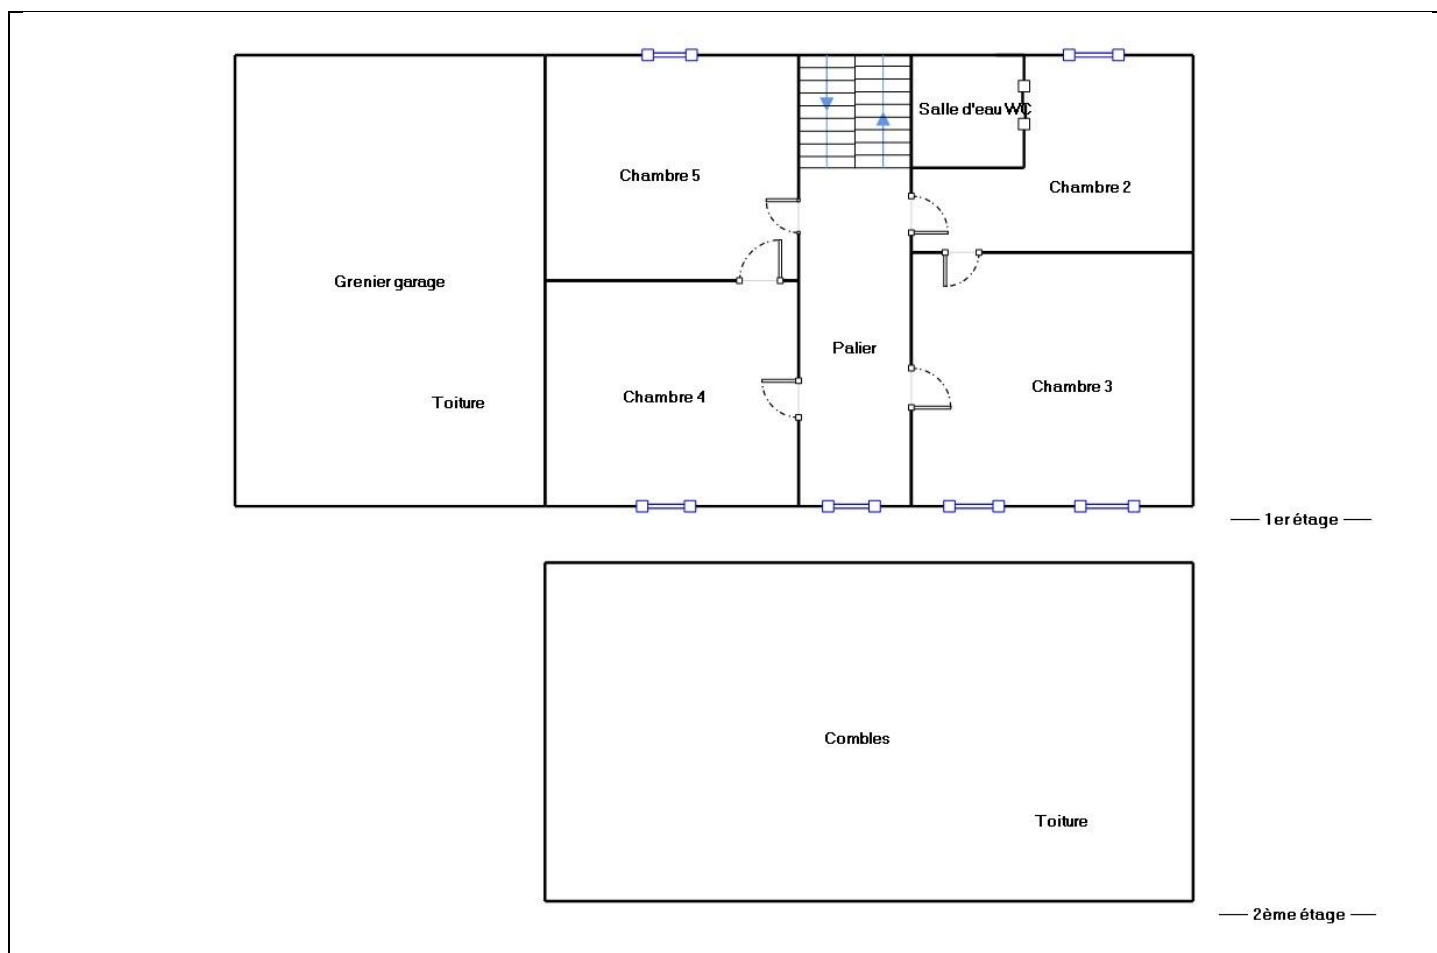 Salle d'eau WC
Chambre 5
Chambre 2
Grenier garage
Palier
Chambre 3
Chambre 4
Toiture
1er étage
Combles
Toiture
2ème étage